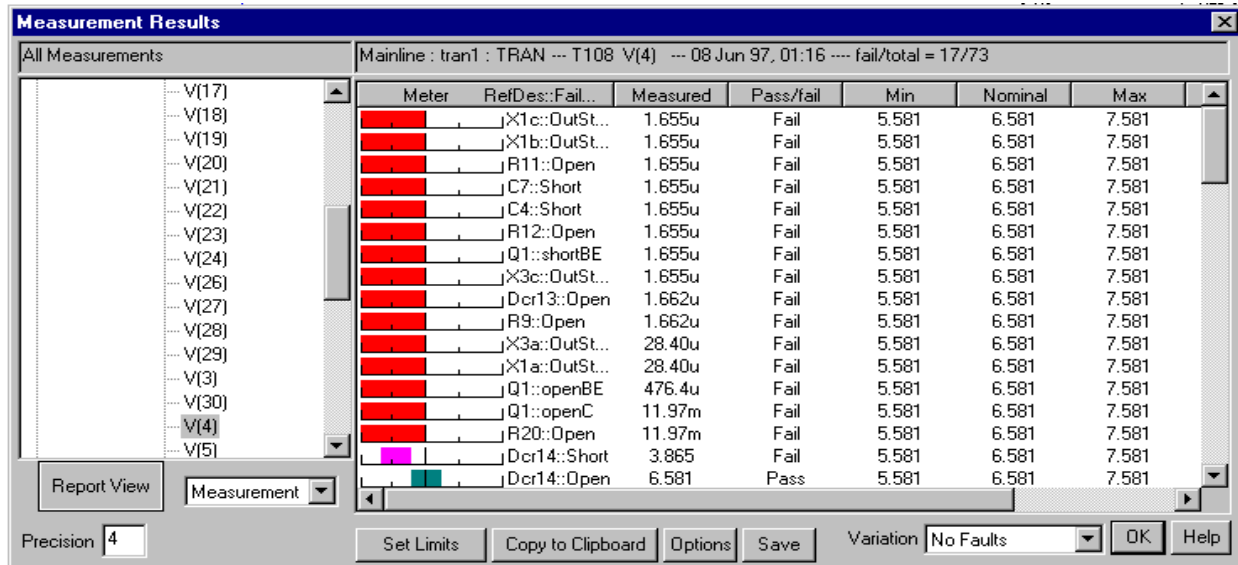 Measurement Results
All Measurements
Mainline : tran1 : TRAN --- T108 V(4) --- 08 Jun 97, 01:16 ---- fail/total = 17/73
V(17)
V(18)
V(19)
V(20)
V(21)
V(22)
V(23)
V(24)
V(26)
V(27)
V(28)
V(29)
V(3)
V(30)
V(4)
V(5)
Meter RefDes::Fail... Measured Pass/fail Min Nominal Max
X1c::OutSt... 1.655u Fail 5.581 6.581 7.581
X1b::OutSt... 1.655u Fail 5.581 6.581 7.581
R11::Open 1.655u Fail 5.581 6.581 7.581
C7::Short 1.655u Fail 5.581 6.581 7.581
C4::Short 1.655u Fail 5.581 6.581 7.581
R12::Open 1.655u Fail 5.581 6.581 7.581
Q1::shortBE 1.655u Fail 5.581 6.581 7.581
X3c::OutSt... 1.655u Fail 5.581 6.581 7.581
Dcr13::Open 1.662u Fail 5.581 6.581 7.581
R9::Open 1.662u Fail 5.581 6.581 7.581
X3a::OutSt... 28.40u Fail 5.581 6.581 7.581
X1a::OutSt... 28.40u Fail 5.581 6.581 7.581
Q1::openBE 476.4u Fail 5.581 6.581 7.581
Q1::openC 11.97m Fail 5.581 6.581 7.581
R20::Open 11.97m Fail 5.581 6.581 7.581
Dcr14::Short 3.865 Fail 5.581 6.581 7.581
Dcr14::Open 6.581 Pass 5.581 6.581 7.581
Report View Measurement
Precision 4 Set Limits Copy to Clipboard Options Save Variation No Faults OK Help